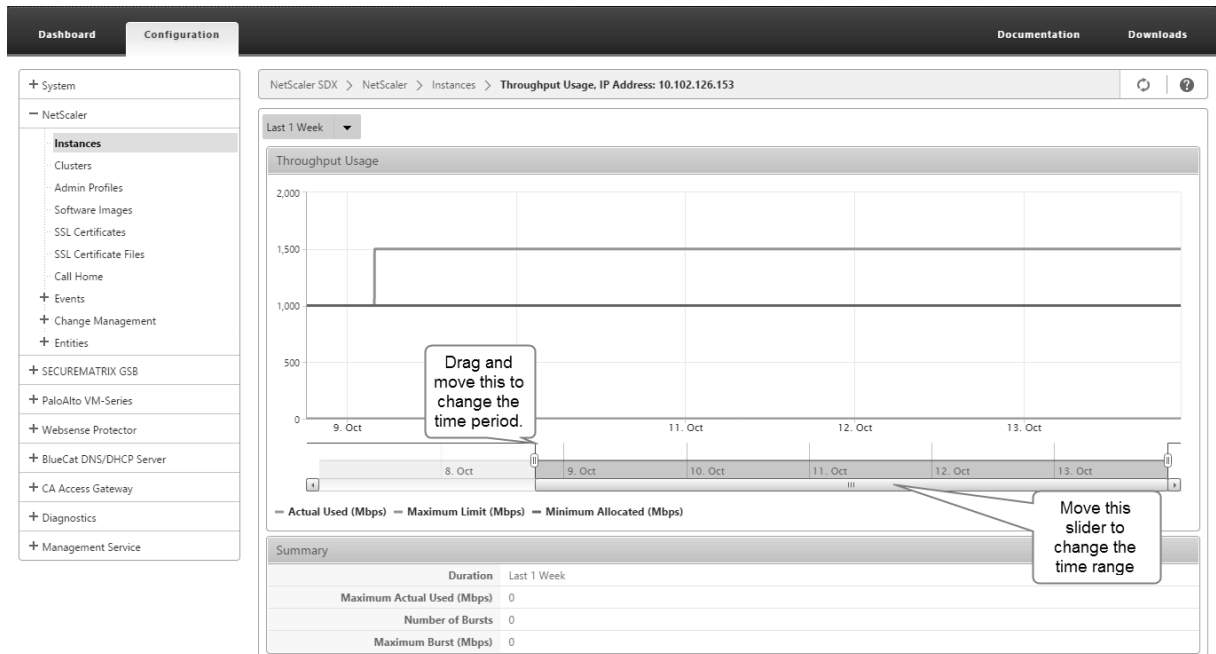 Dashboard
Configuration
Documentation
Downloads
+ System
NetScaler SDX > NetScaler > Instances > Throughput Usage, IP Address: 10.102.126.153
− NetScaler
Instances
Clusters
Admin Profiles
Software Images
SSL Certificates
SSL Certificate Files
Call Home
+ Events
+ Change Management
+ Entities
+ SECUREMATRIX GSB
+ PaloAlto VM-Series
+ Websense Protector
+ BlueCat DNS/DHCP Server
+ CA Access Gateway
+ Diagnostics
+ Management Service
Last 1 Week
Throughput Usage
2,000
1,500
1,000
500
0
9. Oct
11. Oct
12. Oct
13. Oct
Drag and
move this to
change the
time period.
8. Oct
9. Oct
10. Oct
11. Oct
12. Oct
13. Oct
Actual Used (Mbps) Maximum Limit (Mbps) Minimum Allocated (Mbps)
Move this
slider to
change the
time range
Summary
Duration Last 1 Week
Maximum Actual Used (Mbps) 0
Number of Bursts 0
Maximum Burst (Mbps) 0